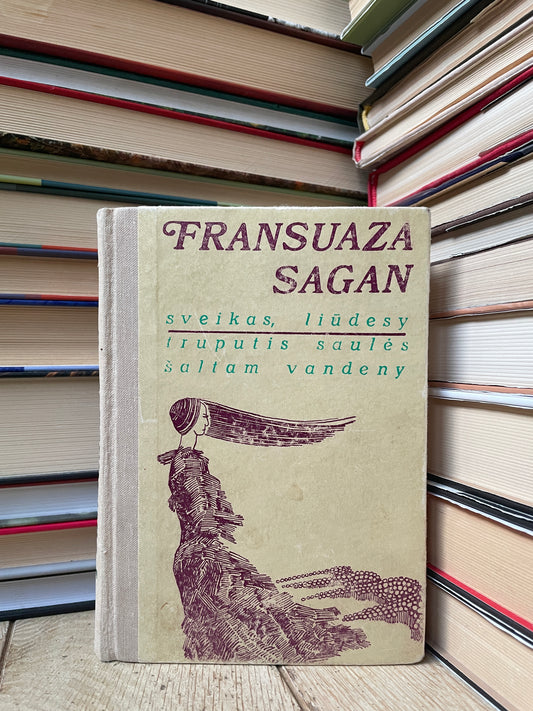 FRANSUAZA
SAGAN
sveikas, liūdesy
truputis saulės
šaltam vandeny